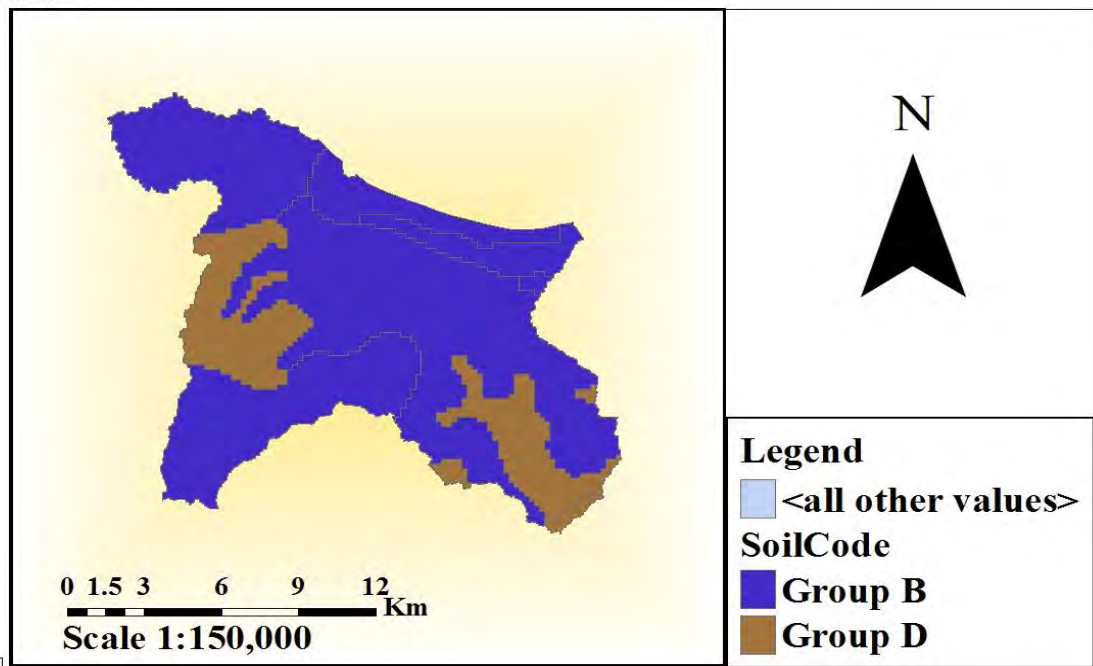 N
Legend
<all other values>
SoilCode
Group B
Group D
0 1.5 3 6 9 12
Km
Scale 1:150,000